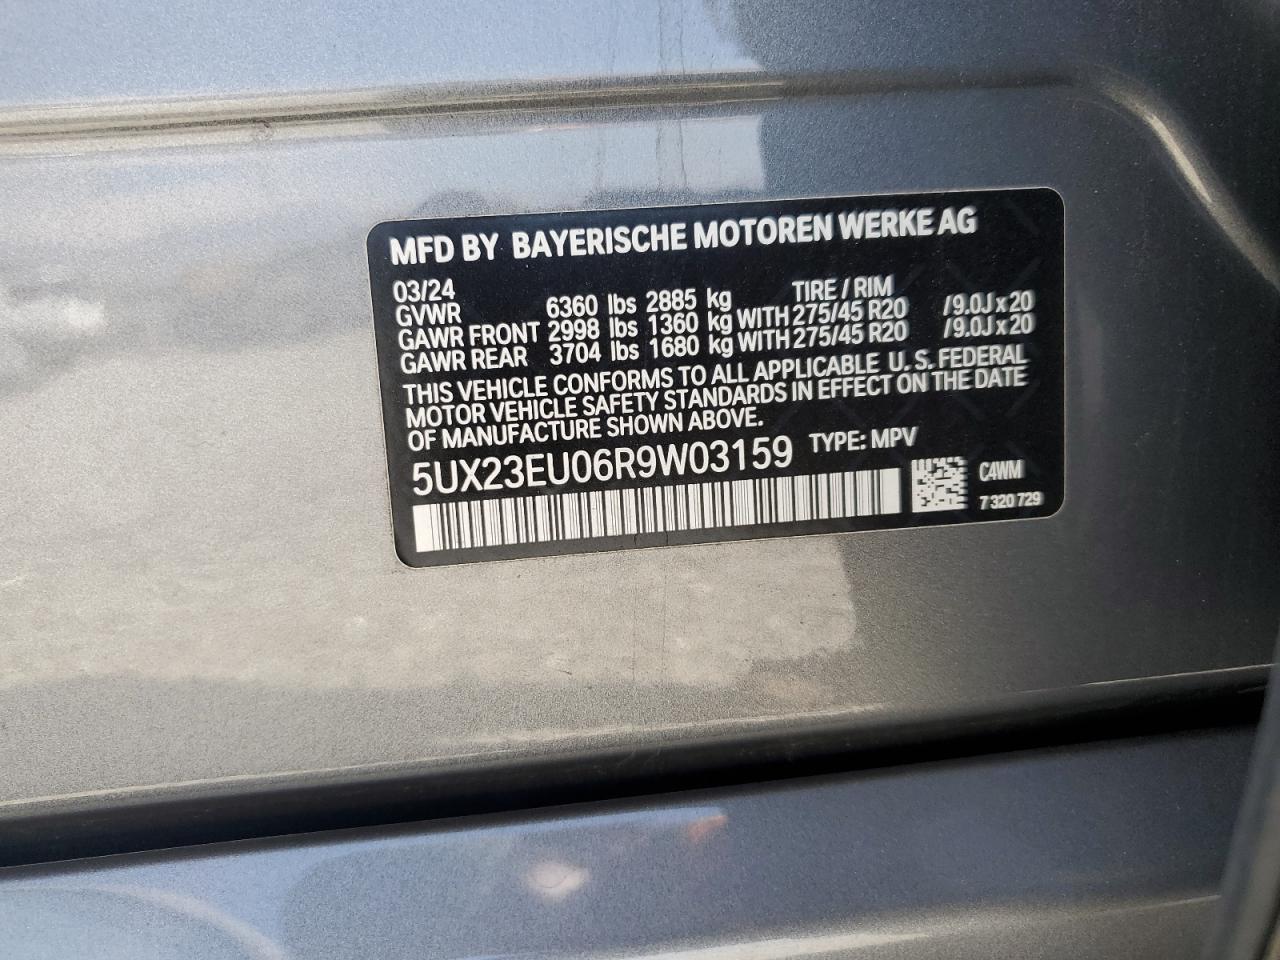 MFD BY BAYERISCHE MOTOREN WERKE AG
03/24 TIRE / RIM
GVWR 6360 lbs 2885 kg
GAWR FRONT 2998 lbs 1360 kg WITH 275/45 R20 /9.0J x 20
GAWR REAR 3704 lbs 1680 kg WITH 275/45 R20 /9.0J x 20
THIS VEHICLE CONFORMS TO ALL APPLICABLE U.S. FEDERAL
MOTOR VEHICLE SAFETY STANDARDS IN EFFECT ON THE DATE
OF MANUFACTURE SHOWN ABOVE.
5UX23EU06R9W03159 TYPE: MPV
C4WM
7 320 729